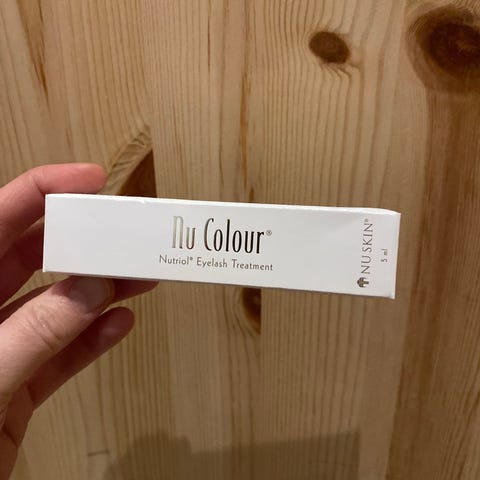 Nu Colour®
Nutriol® Eyelash Treatment
NU SKIN®
5 ml